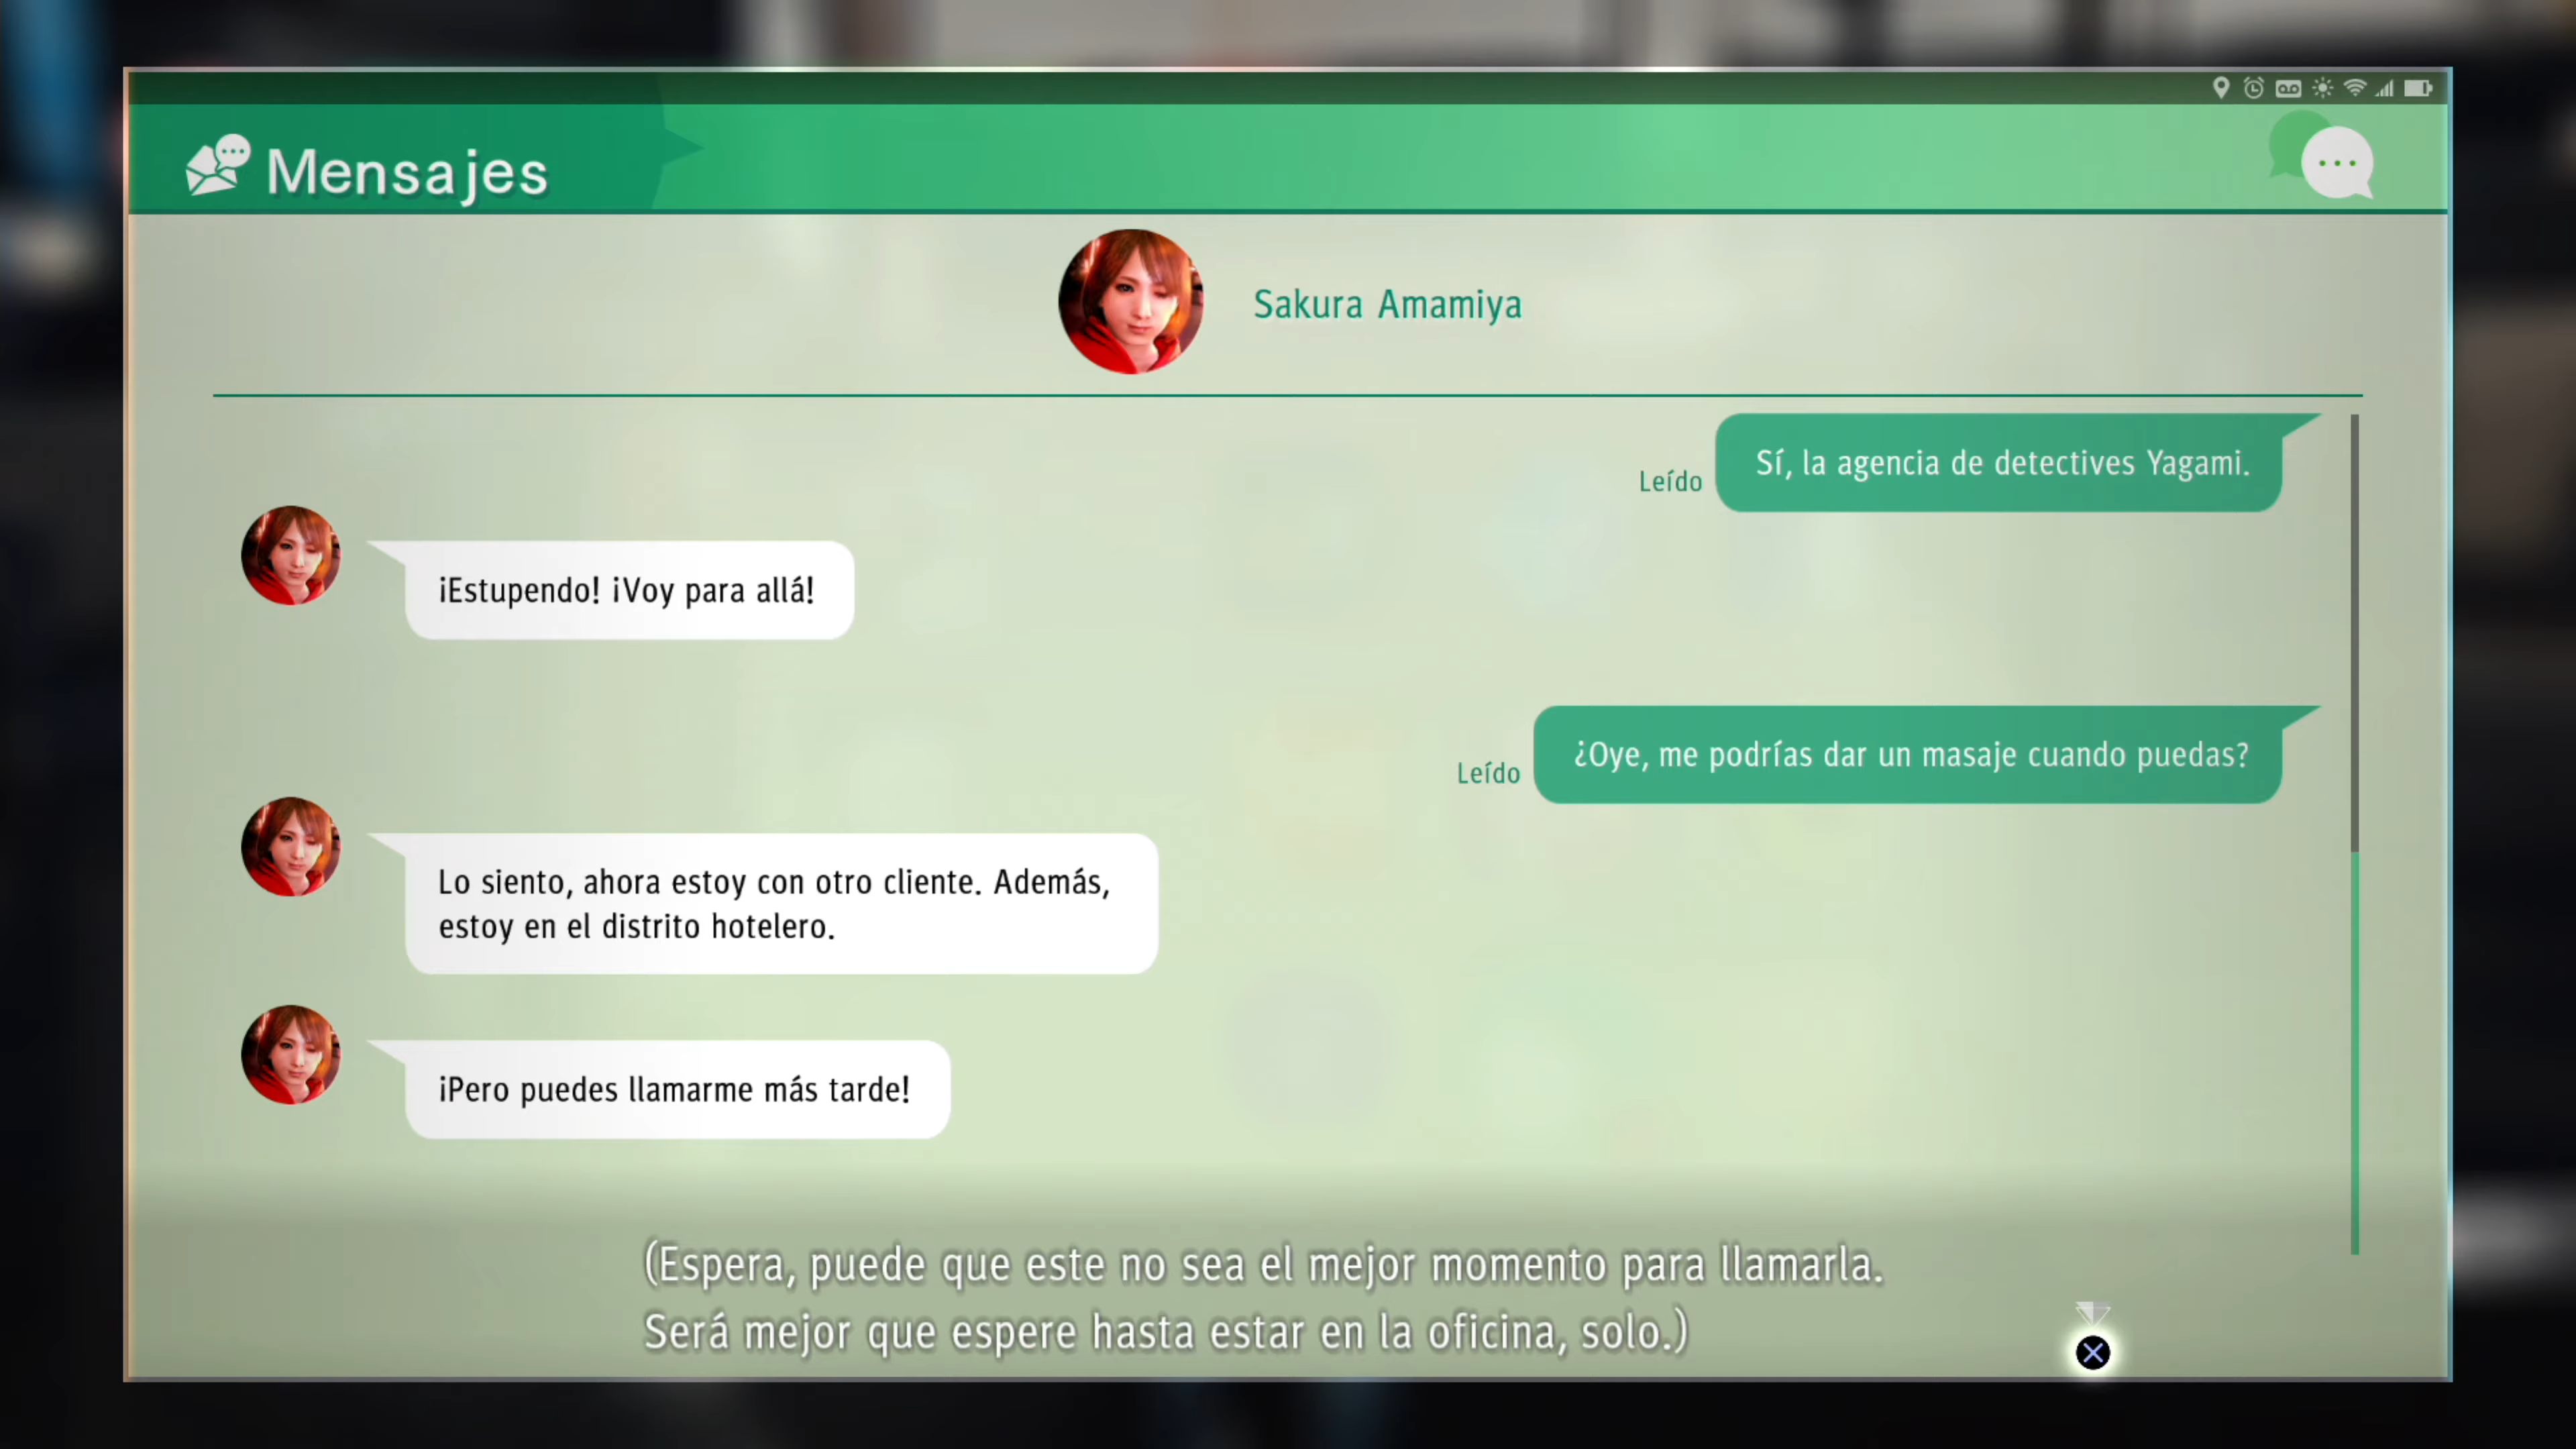 Mensajes
Sakura Amamiya
Sí, la agencia de detectives Yagami.
Leído
¡Estupendo! ¡Voy para allá!
¿Oye, me podrías dar un masaje cuando puedas?
Leído
Lo siento, ahora estoy con otro cliente. Además,
estoy en el distrito hotelero.
¡Pero puedes llamarme más tarde!
(Espera, puede que este no sea el mejor momento para llamarla.
Será mejor que espere hasta estar en la oficina, solo.)